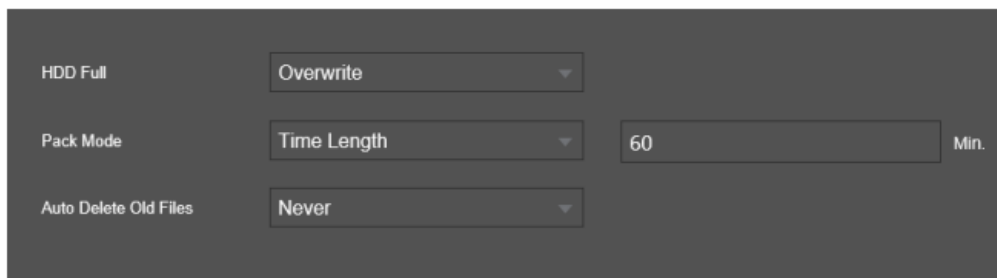 HDD Full Overwrite
Pack Mode Time Length 60 Min.
Auto Delete Old Files Never